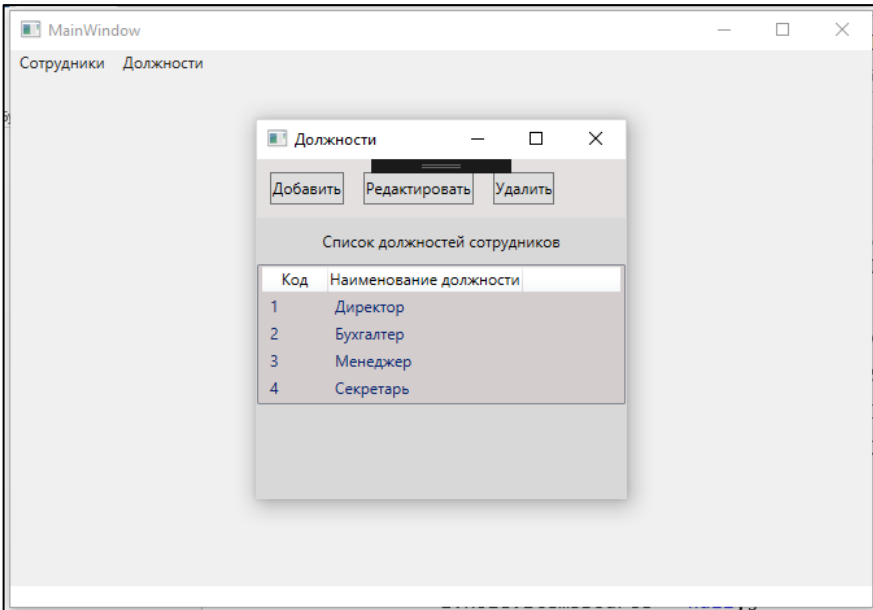 MainWindow
Сотрудники Должности
Должности
Добавить Редактировать Удалить
Список должностей сотрудников
Код Наименование должности
1 Директор
2 Бухгалтер
3 Менеджер
4 Секретарь